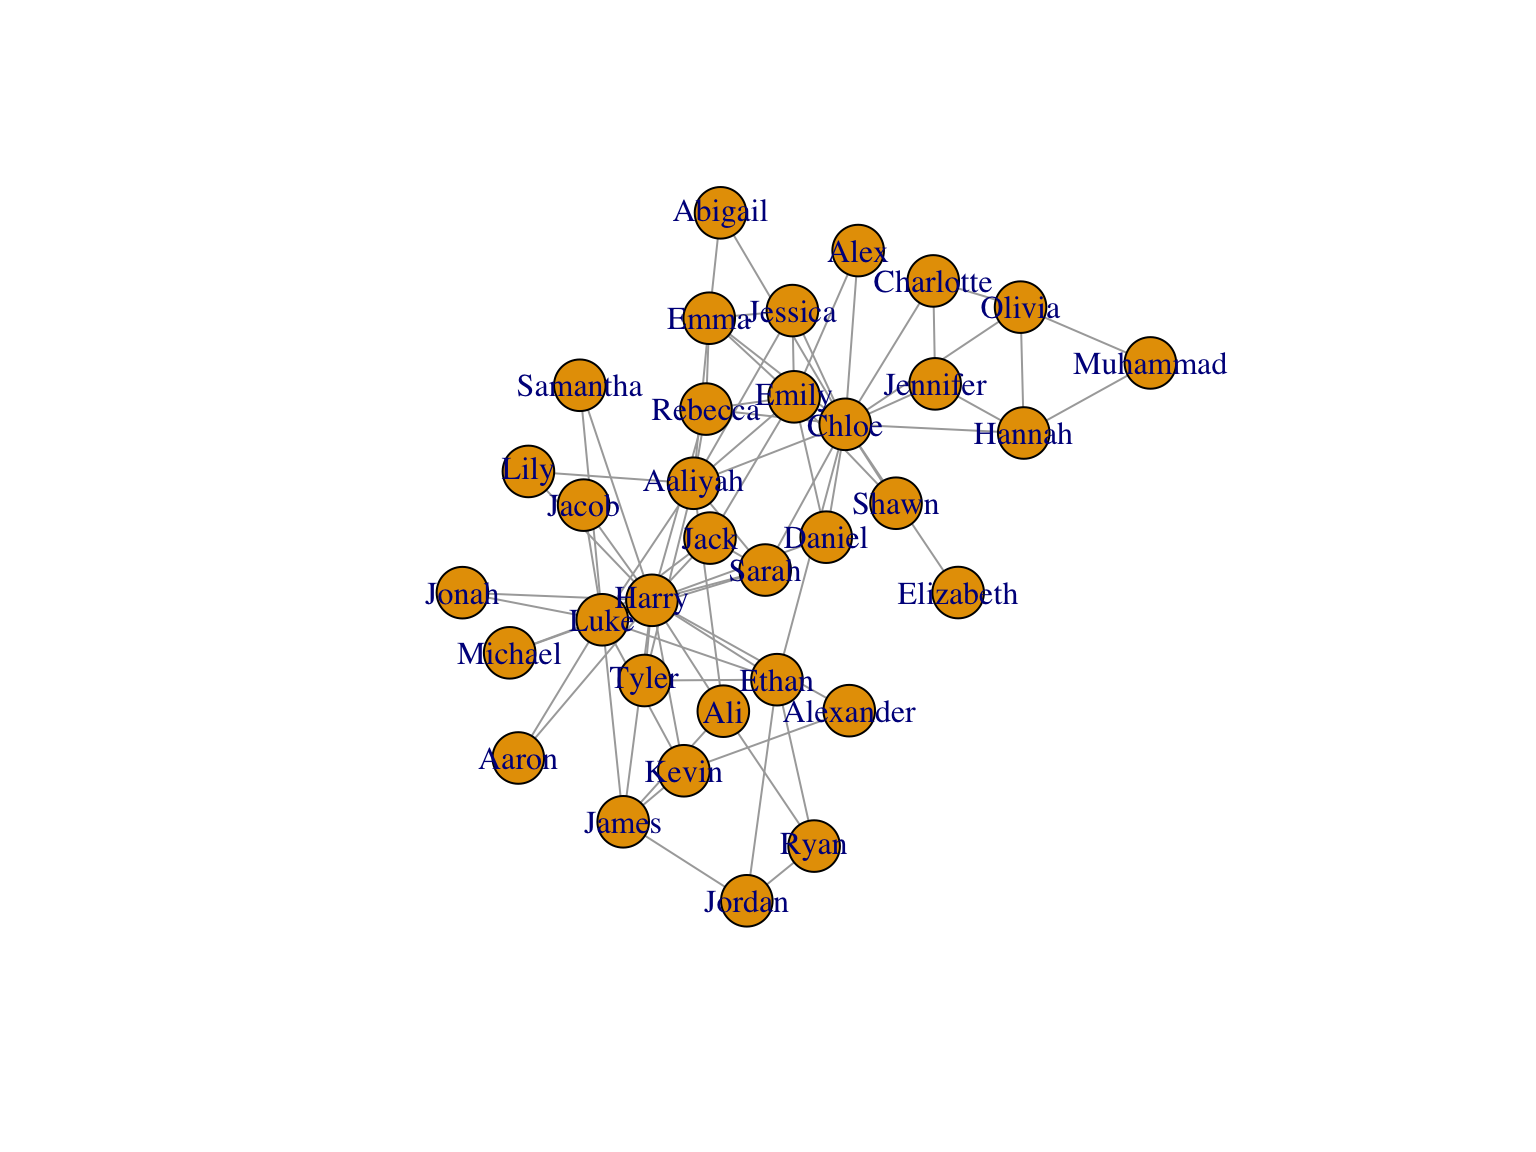 Abigail
Alex
Charlotte
Olivia
Emma
Jessica
Muhammad
Samantha
Jennifer
Emily
Rebecca
Chloe
Hannah
Lily
Aaliyah
Jacob
Shawn
Jack
Daniel
Sarah
Jonah
Harry
Elizabeth
Luke
Michael
Tyler
Ethan
Ali
Alexander
Aaron
Kevin
James
Ryan
Jordan